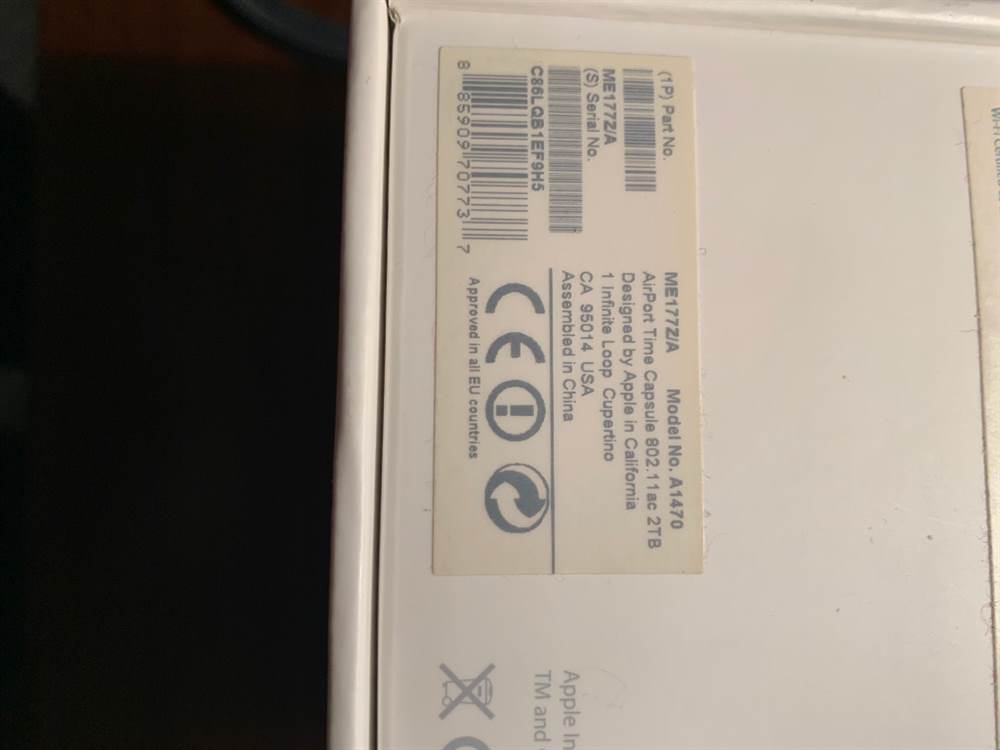 (1P) Part No.
ME177Z/A
(S) Serial No.
C86LQB1EF9H5
8 85909 70773 7
ME177Z/A Model No. A1470
AirPort Time Capsule 802.11ac 2TB
Designed by Apple in California
1 Infinite Loop Cupertino
CA 95014 USA
Assembled in China
CE
Approved in all EU countries
Apple In
TM and